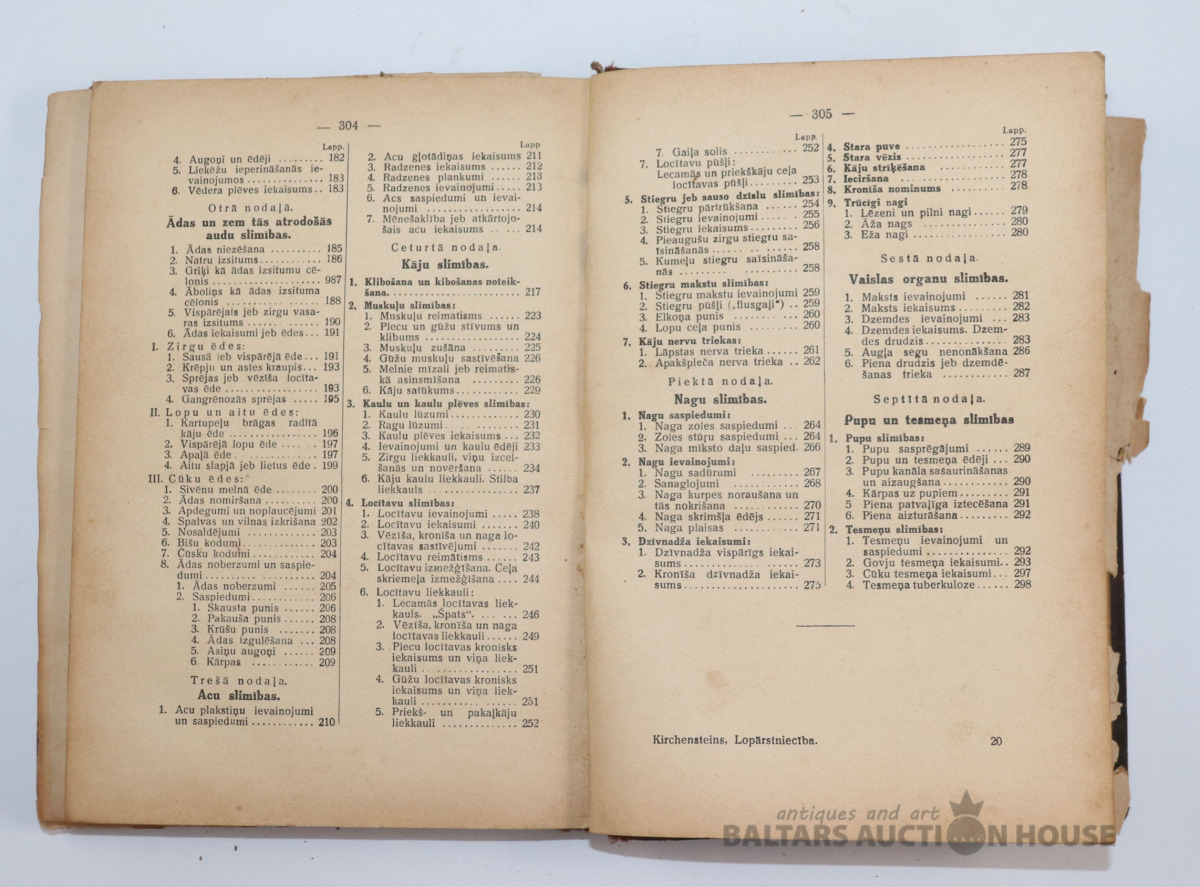 — 304 —
Lapp.
4. Augoņi un ēdēji ......... 182
5. Liekēžu ieperināšanās ie-
vainojumos ............... 183
6. Vēdera plēves iekaisums .. 183
Otrā nodaļa.
Ādas un zem tās atrodošās
audu slimības.
1. Ādas niezēšana .......... 185
2. Natru izsitums ............ 186
3. Griķi kā ādas izsitumu cē-
lonis .................... 987
4. Āboliņš kā ādas izsituma
cēlonis ................. 188
5. Vispārējais jeb zirgu vasa-
ras izsitums ............. 190
6. Ādas iekaisumi jeb ēdes... 191
I. Zirgu ēdes:
1. Sausā jeb vispārējā ēde... 191
2. Krēpju un astes kraupis... 193
3. Sprējas jeb vēzīša locīta-
vas ēde .................. 193
4. Gangrēnozās sprējas ..... 195
II. Lopu un aitu ēdes:
1. Kartupeļu brāgas radītā
kāju ēde ................. 196
2. Vispārējā lopu ēde ....... 197
3. Apaļā ēde ............... 197
4. Aitu slapjā jeb lietus ēde . 199
III. Cūku ēdes:
1. Sivēnu melnā ēde ........ 200
2. Ādas nomiršana .......... 200
3. Apdegumi un noplaucējumi 201
4. Spalvas un vilnas izkrišana 202
5. Nosaldējumi ............. 203
6. Bišu kodumi ............. 203
7. Čūsku kodumi ............ 204
8. Ādas noberzumi un saspie-
dumi .................... 204
1. Ādas noberzumi ..... 206
2. Saspiedumi ............ 206
1. Skausta punis ...... 206
2. Pakauša punis ...... 208
3. Krūšu punis ....... 208
4. Ādas izgulēšana ... 208
5. Asiņu augoņi ...... 209
6 Kārpas ........... 209
Trešā nodaļa.
Acu slimības.
1. Acu plakstiņu ievainojumi
un saspiedumi ........... 210
Lapp
2. Acu gļotādiņas iekaisums 211
3. Radzenes iekaisums ..... 212
4. Radzenes plankumi ..... 213
5. Radzenes ievainojumi .... 213
6. Acs saspiedumi un ievai-
nojumi ................. 214
7. Mēnešaklība jeb atkārtojo-
šais acu iekaisums ....... 214
Ceturtā nodaļa.
Kāju slimības.
1. Klibošana un kibošanas noteik-
šana. ...................... 217
2. Muskuļu slimības:
1. Muskuļu reimatisms ...... 223
2. Plecu un gūžu stīvums un
klibums ................. 224
3. Muskuļu zušāna ......... 225
4. Gūžu muskuļu sastīvēšana 226
5. Melnie mīzali jeb reimatis-
kā asinsmīšana ......... 226
6. Kāju satūkums ........... 229
3. Kaulu un kaulu plēves slimības:
1. Kaulu lūzumi ............ 230
2. Ragu lūzumi ............. 231
3. Kaulu plēves iekaisums ... 232
4. Ievainojumi un kaulu ēdēji 233
5. Zirgu liekkauli, viņu izcel-
šanās un novēršana ...... 234
6. Kāju kaulu liekkauli. Stilba
liekkauls ............... 237
4. Locītavu slimības:
1. Locītavu ievainojumi ..... 238
2. Locītavu iekaisumi ...... 240
3. Vēzīša, kronīša un naga lo-
cītavas sastīvējumi ....... 242
4. Locītavu reimātisms ...... 243
5. Locītavu izmežģīšana. Ceļa
skriemeļa izmežģīšana .... 244
6. Locītavu liekkauli:
1. Lecamās locītavas liek-
kauls. „Špats“. ...... 246
2. Vēzīša, kronīša un naga
locītavas liekkauli ...... 249
3. Plecu locītavas kronisks
iekaisums un viņa liek-
kauli ................. 251
4. Gūžu locītavas kronisks
iekaisums un viņa liek-
kauli ................. 251
5. Priekš- un pakaļkāju
liekkauli .............. 252
— 305 —
Lapp.
7. Gaiļa solis .......... 252
7. Locītavu pūšļi:
Lecamās un priekškāju ceļa
locītavas pūšļi ........ 253
5. Stiegru jeb sauso dzīslu slimības:
1. Stiegru pārtrūkšana ...... 254
2. Stiegru ievainojumi ...... 255
3. Stiegru iekaisums ........ 256
4. Pieaugušu zirgu stiegru sa-
īsināšanās .............. 258
5. Kumeļu stiegru saīsināša-
nās .................... 258
6. Stiegru makstu slimības:
1. Stiegru makstu ievainojumi 259
2. Stiegru pūšļi („flusgaļi“) .. 259
3. Elkoņa punis ............ 260
4. Lopu ceļa punis ......... 260
7. Kāju nervu triekas:
1. Lāpstas nerva trieka ...... 261
2. Apakšpleča nerva trieka .. 262
Piektā nodaļa.
Nagu slimības.
1. Nagu saspiedumi:
1. Nagu zoles saspiedumi .. 264
2. Zoles stūŗu saspiedumi ... 264
3. Nagu mīksto daļu saspied. 266
2. Nagu ievainojumi:
1. Nagu sadūrumi .......... 267
2. Sanaglojumi ............ 268
3. Naga kurpes noraušana un
tās nokrišana ........... 270
4. Naga skrimšļa ēdējs ..... 271
5. Naga plaisas ............ 271
3. Dzīvnadža iekaisumi:
1. Dzīvnadža vispārīgs iekai-
sums .................... 273
2. Kronīša dzīvnadža iekai-
sums .................... 275
Lapp.
4. Stara puve ................. 275
5. Stara vēzis ................. 277
6. Kāju striķēšana ............ 277
7. Ieciršana .................. 278
8. Kronīša nominums .......... 278
9. Trūcīgi nagi
1. Lēzeni un pilni nagi ...... 279
2. Āža nags ............... 280
3. Eža nagi ............... 280
Sestā nodaļa.
Vaislas organu slimības.
1. Maksts ievainojumi ...... 281
2. Maksts iekaisums ........ 282
3. Dzemdes ievainojumi ... 283
4. Dzemdes iekaisums. Dzem-
des drudzis .............. 283
5. Augļa segu nenonākšana 286
6. Piena drudzis jeb dzemdē-
šanas trieka ............ 287
Septītā nodaļa.
Pupu un tesmeņa slimības
1. Pupu slimības:
1. Pupu sasprēgājumi ...... 289
2. Pupu un tesmeņa ēdēji ... 290
3. Pupu kanāla sašaurināšanas
un aizaugšana ........... 290
4. Kārpas uz pupiem ........ 291
5 Piena patvaļīga iztecēšana 291
6. Piena aizturāšana ......... 292
2. Tesmeņu slimības:
1. Tesmeņu ievainojumi un
saspiedumi .............. 292
2. Govju tesmeņa iekaisumi.. 293
3. Cūku tesmeņa iekaisumi... 297
4. Tesmeņa tuberkuloze ...... 298
Kirchenšteins, Lopārstniecība. 20
antiques and art
BALTARS AUCTION HOUSE